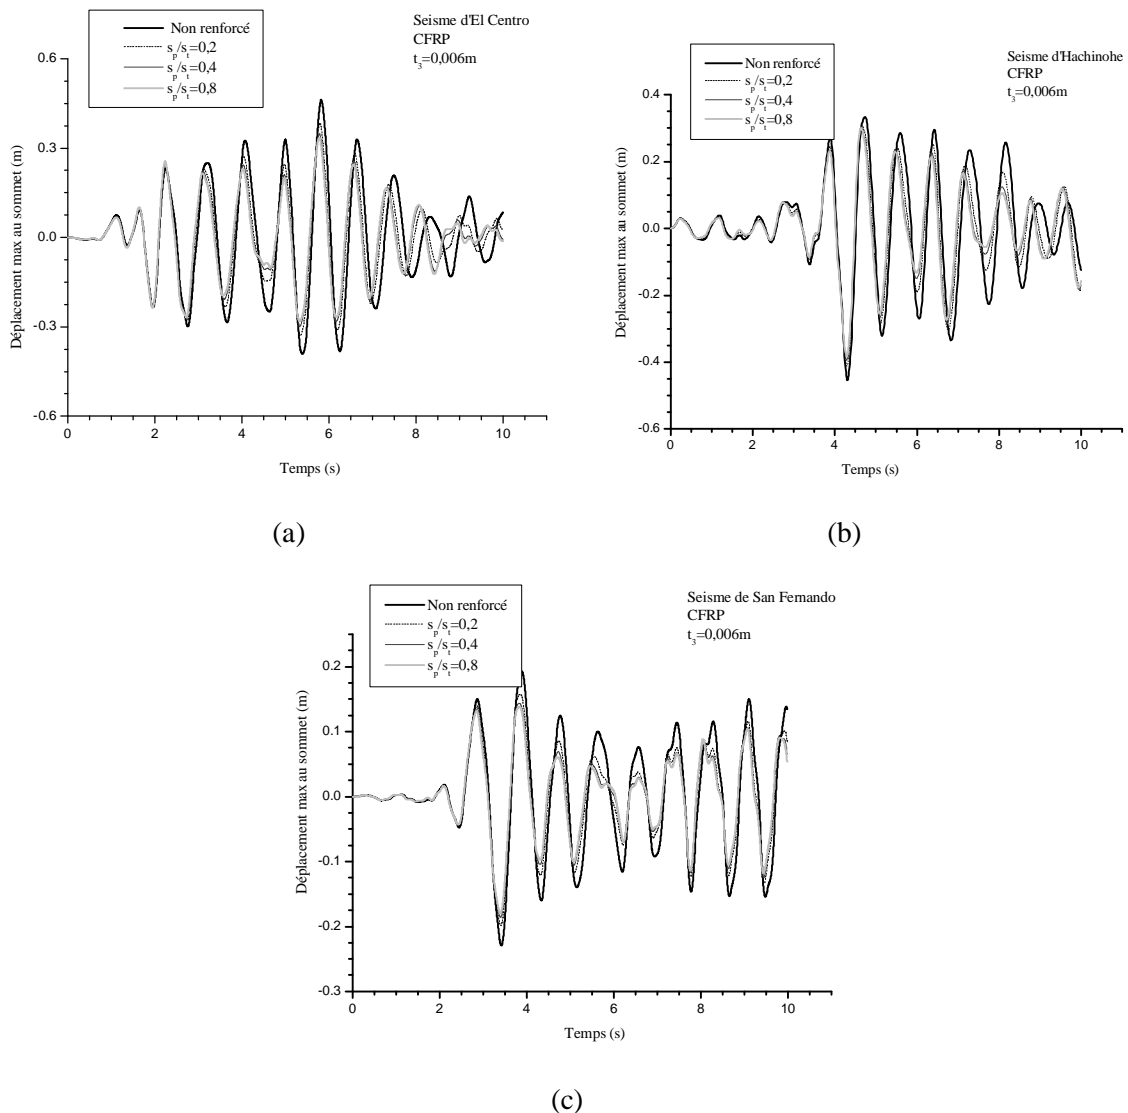 Non renforcé
s_p/s_t=0,2
s_p/s_t=0,4
s_p/s_t=0,8
Seisme d'El Centro
CFRP
t_3=0,006m
0.6
0.3
0.0
-0.3
-0.6
Déplacement max au sommet (m)
0 2 4 6 8 10
Temps (s)
(a)
Non renforcé
s_p/s_t=0,2
s_p/s_t=0,4
s_p/s_t=0,8
Seisme d'Hachinohe
CFRP
t_3=0,006m
0.4
0.2
0.0
-0.2
-0.4
-0.6
Déplacement max au sommet (m)
0 2 4 6 8 10
Temps (s)
(b)
Non renforcé
s_p/s_t=0,2
s_p/s_t=0,4
s_p/s_t=0,8
Seisme de San Fernando
CFRP
t_3=0,006m
0.2
0.1
0.0
-0.1
-0.2
-0.3
Déplacement max au sommet (m)
0 2 4 6 8 10
Temps (s)
(c)